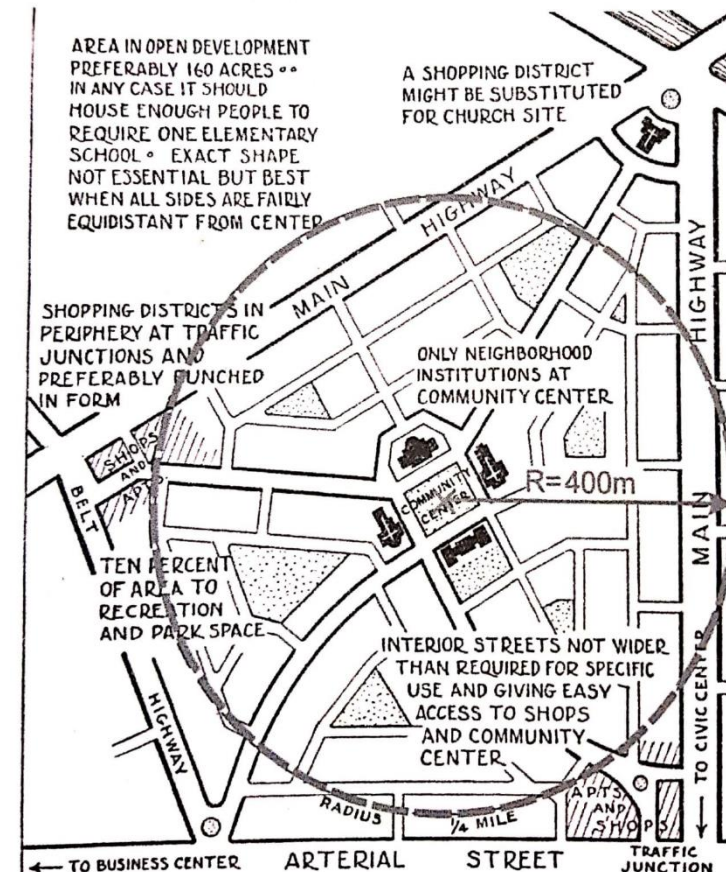 AREA IN OPEN DEVELOPMENT
PREFERABLY 160 ACRES ••
IN ANY CASE IT SHOULD
HOUSE ENOUGH PEOPLE TO
REQUIRE ONE ELEMENTARY
SCHOOL • EXACT SHAPE
NOT ESSENTIAL BUT BEST
WHEN ALL SIDES ARE FAIRLY
EQUIDISTANT FROM CENTER
A SHOPPING DISTRICT
MIGHT BE SUBSTITUTED
FOR CHURCH SITE
MAIN HIGHWAY
SHOPPING DISTRICTS IN
PERIPHERY AT TRAFFIC
JUNCTIONS AND
PREFERABLY BUNCHED
IN FORM
ONLY NEIGHBORHOOD
INSTITUTIONS AT
COMMUNITY CENTER
MAIN HIGHWAY
SHOPS
AND
APTS
BELT HIGHWAY
COMMUNITY
CENTER
R=400m
TEN PERCENT
OF AREA TO
RECREATION
AND PARK SPACE
INTERIOR STREETS NOT WIDER
THAN REQUIRED FOR SPECIFIC
USE AND GIVING EASY
ACCESS TO SHOPS
AND COMMUNITY
CENTER
TO CIVIC CENTER
RADIUS 1/4 MILE
APTS
AND
SHOPS
TO BUSINESS CENTER
ARTERIAL STREET
TRAFFIC
JUNCTION